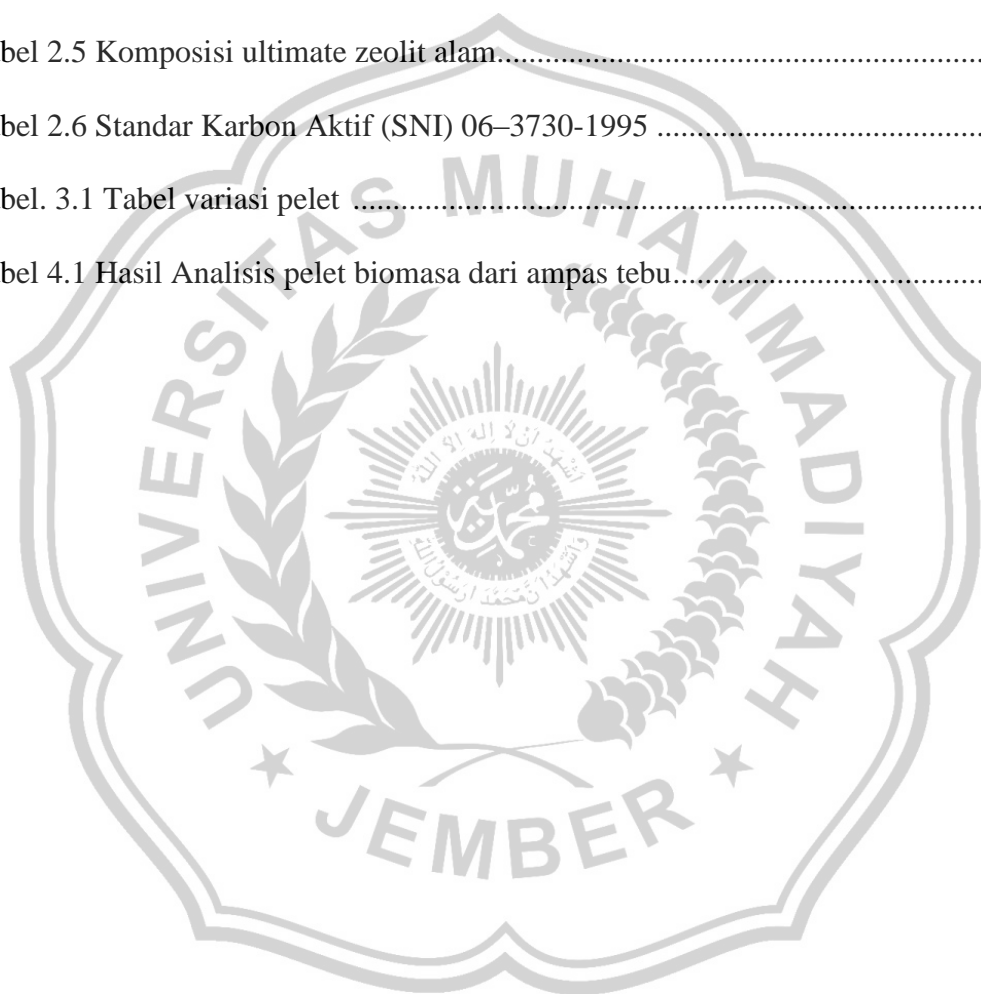 bel 2.5 Komposisi ultimate zeolit alam..........................................................
bel 2.6 Standar Karbon Aktif (SNI) 06–3730-1995 .......................................
bel. 3.1 Tabel variasi pelet ............................................................................
bel 4.1 Hasil Analisis pelet biomasa dari ampas tebu.....................................
UNIVERSITAS MUHAMMADIYAH
JEMBER